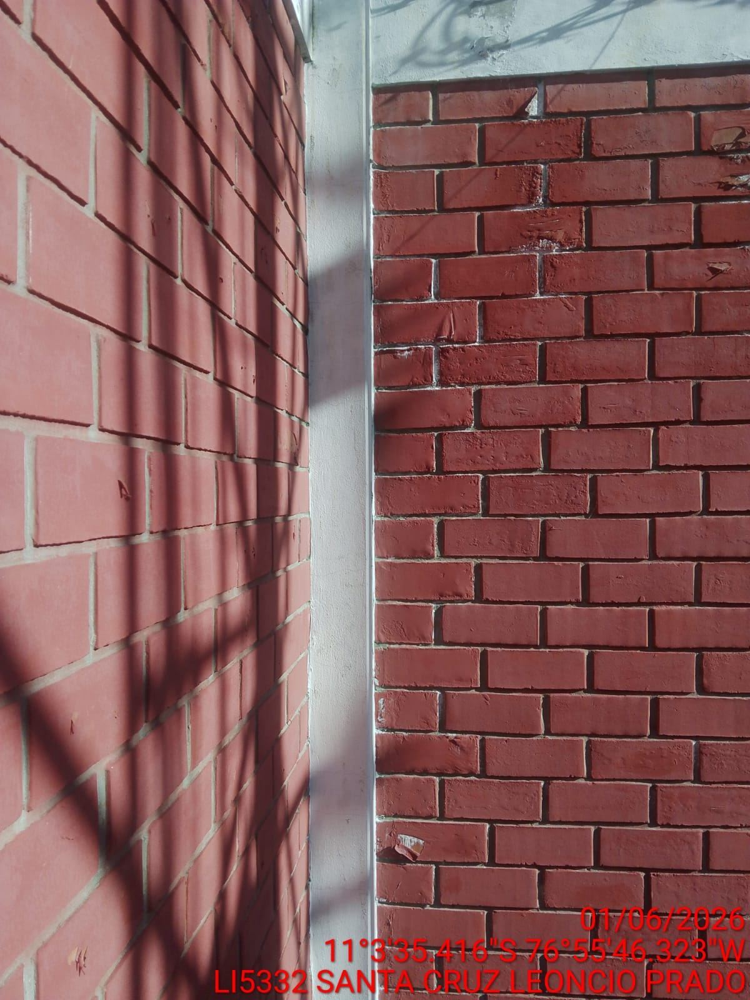 01/06/2026
11°3'35.416"S 76°55'46.323"W
LI5332 SANTA CRUZ LEONCIO PRADO